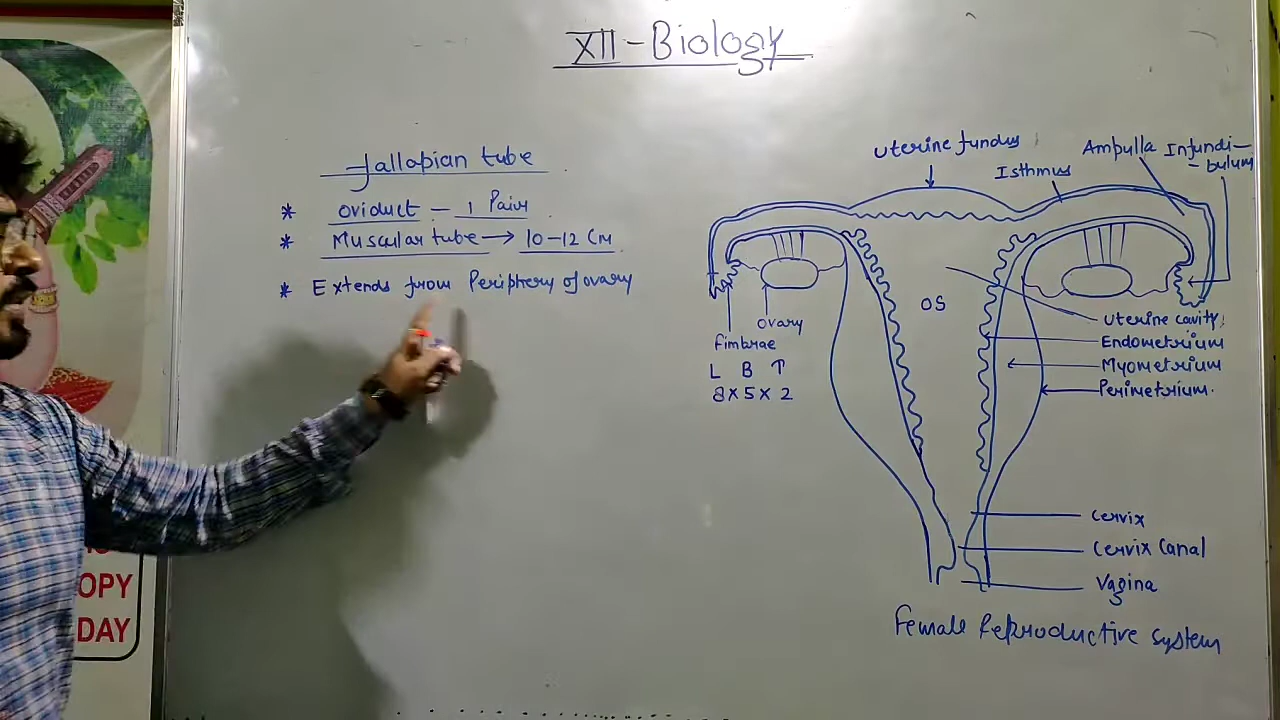 XII - Biology
fallopian tube
* oviduct - 1 Pair
* Muscular tube → 10-12 CM
* Extends from Periphery of ovary
uterine fundus
Isthmus
Ampulla
Infundi-
-bulum
ovary
fimbrae
L B ↑
8 x 5 x 2
OS
uterine cavity
Endometrium
Myometrium
Perimetrium.
Cervix
Cervix Canal
Vagina
Female Reproductive System
OPY
DAY